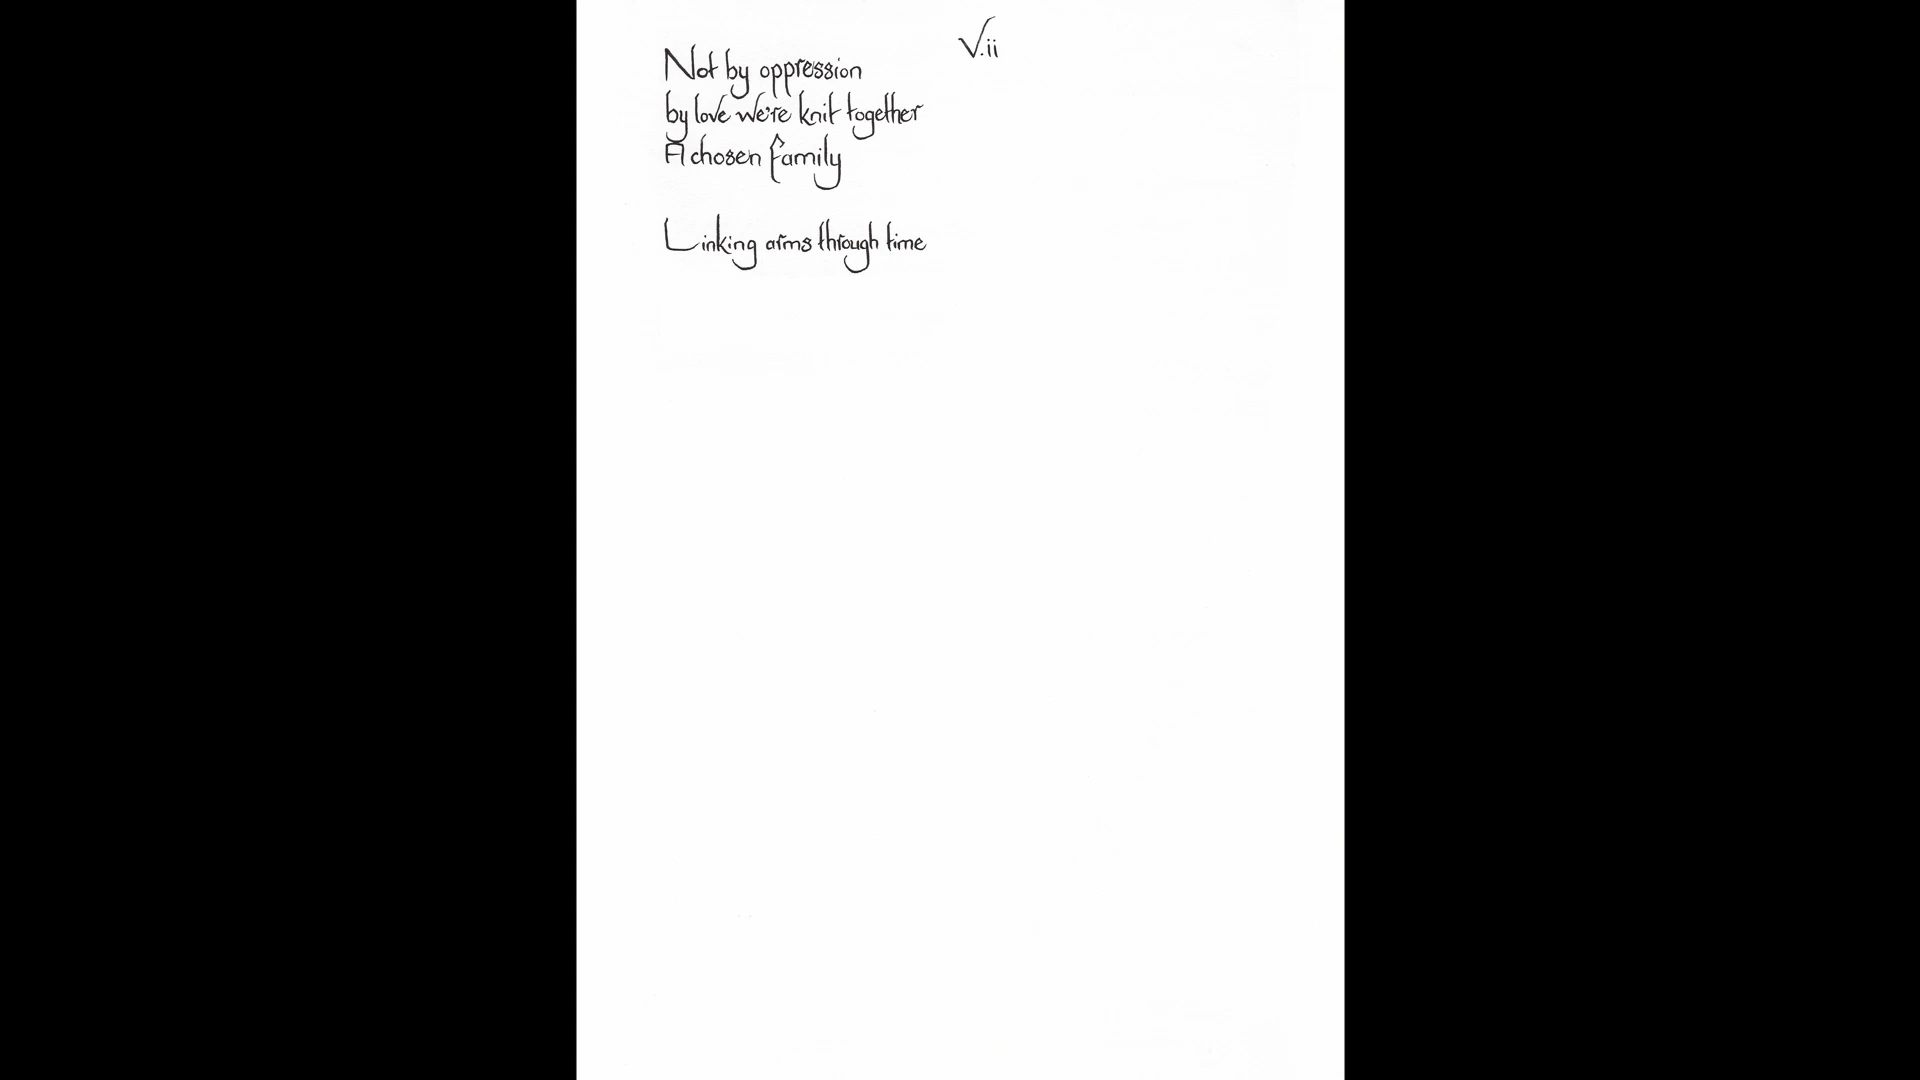 V.ii
Not by oppression
by love we're knit together
A chosen family

Linking arms through time